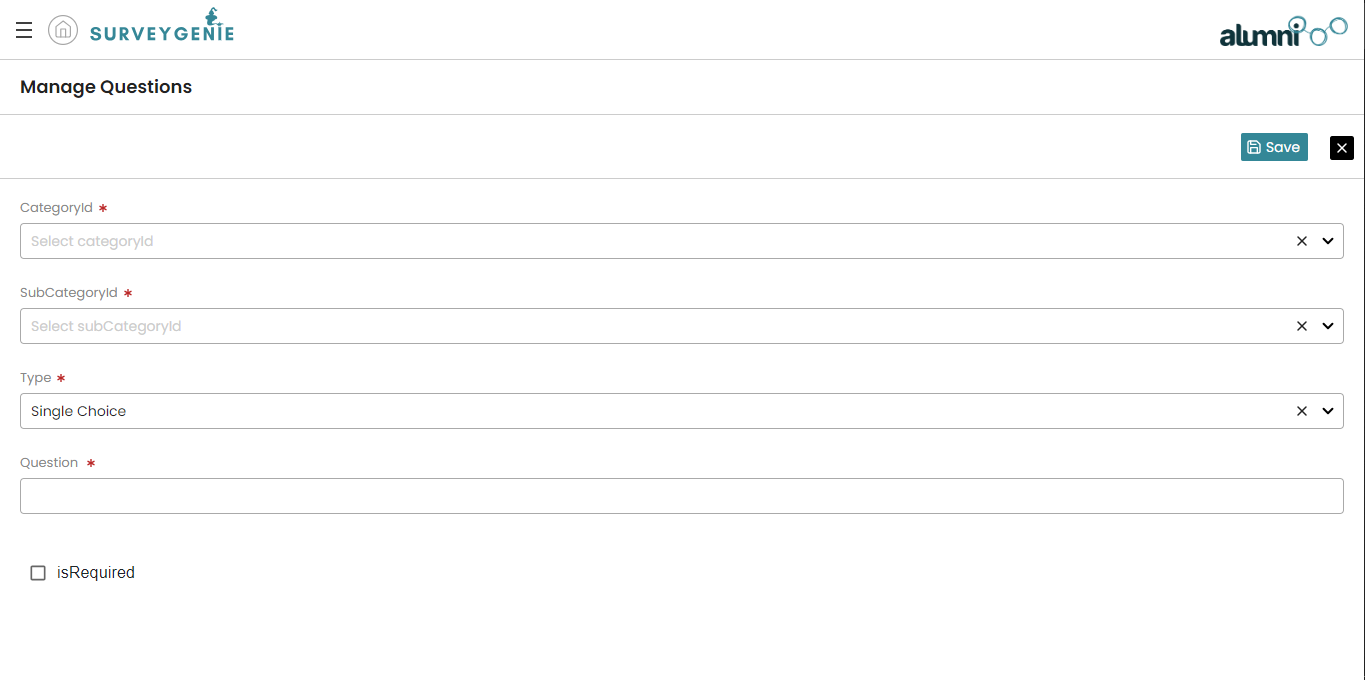 SURVEYGENIE
alumni
Manage Questions
Save
CategoryId *
Select categoryId
SubCategoryId *
Select subCategoryId
Type *
Single Choice
Question *
isRequired